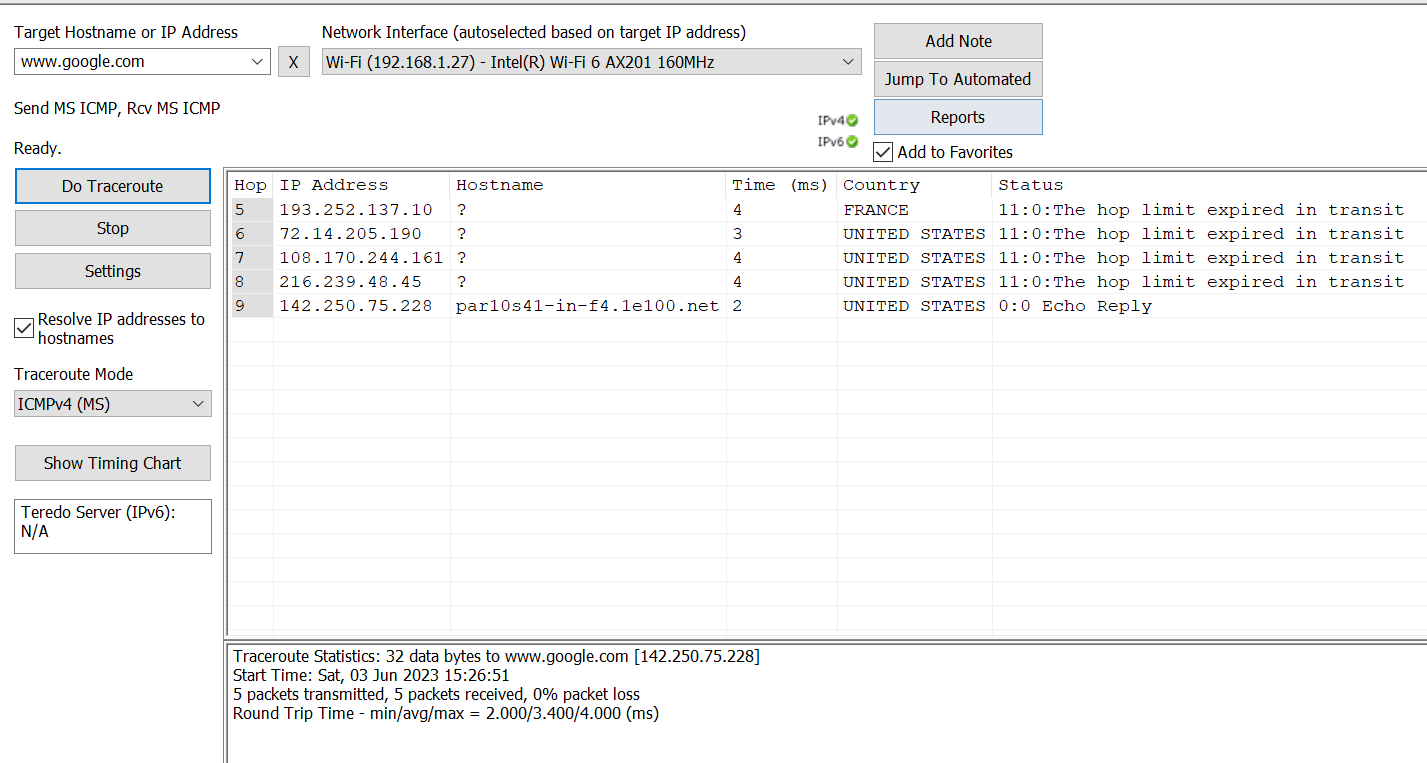 Target Hostname or IP Address
www.google.com
X
Network Interface (autoselected based on target IP address)
Wi-Fi (192.168.1.27) - Intel(R) Wi-Fi 6 AX201 160MHz
Add Note
Jump To Automated
Reports
Add to Favorites
Send MS ICMP, Rcv MS ICMP
IPv4
IPv6
Ready.
Do Traceroute
Stop
Settings
Resolve IP addresses to
hostnames
Traceroute Mode
ICMPv4 (MS)
Show Timing Chart
Teredo Server (IPv6):
N/A
Hop IP Address Hostname Time (ms) Country Status
5 193.252.137.10 ? 4 FRANCE 11:0:The hop limit expired in transit
6 72.14.205.190 ? 3 UNITED STATES 11:0:The hop limit expired in transit
7 108.170.244.161 ? 4 UNITED STATES 11:0:The hop limit expired in transit
8 216.239.48.45 ? 4 UNITED STATES 11:0:The hop limit expired in transit
9 142.250.75.228 par10s41-in-f4.1e100.net 2 UNITED STATES 0:0 Echo Reply
Traceroute Statistics: 32 data bytes to www.google.com [142.250.75.228]
Start Time: Sat, 03 Jun 2023 15:26:51
5 packets transmitted, 5 packets received, 0% packet loss
Round Trip Time - min/avg/max = 2.000/3.400/4.000 (ms)